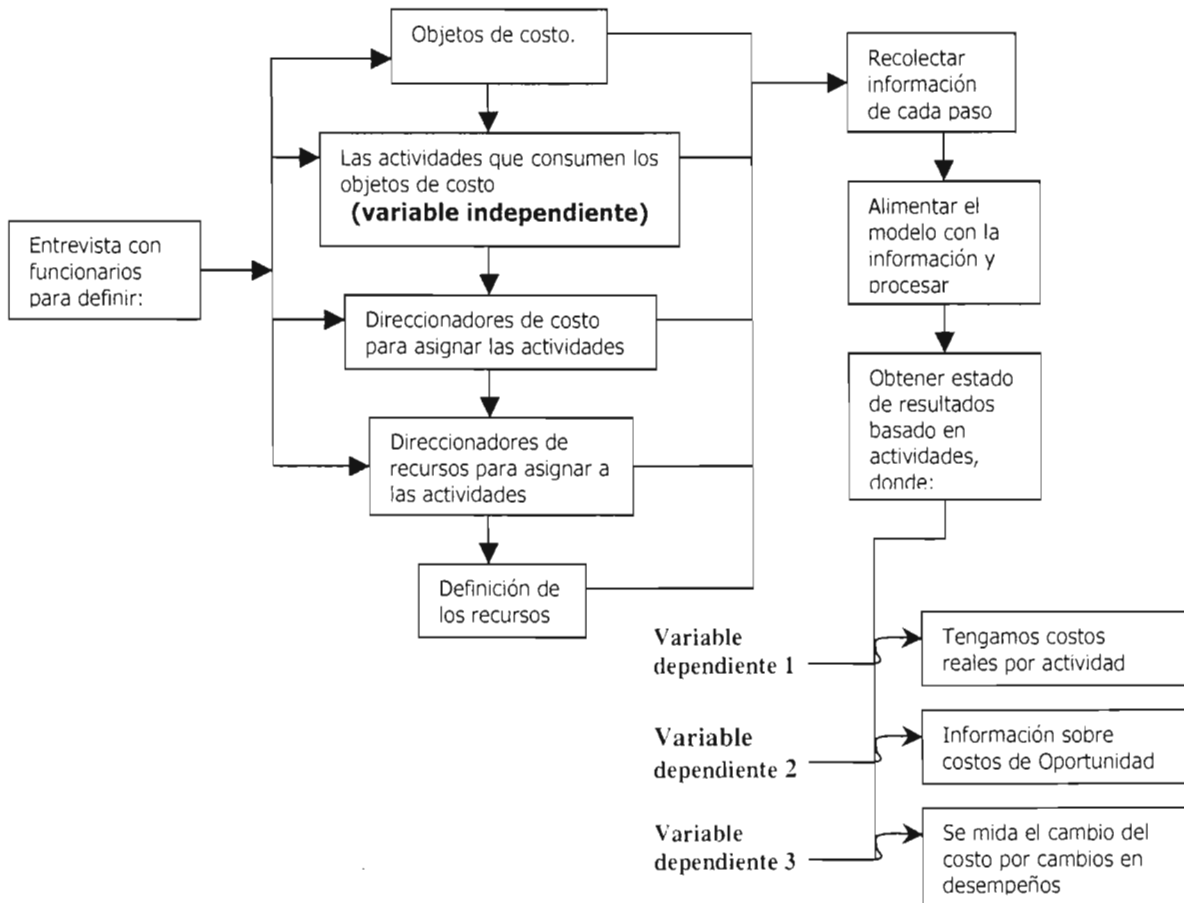 Entrevista con
funcionarios
para definir:
Objetos de costo.
Las actividades que consumen los
objetos de costo
(variable independiente)
Direccionadores de costo
para asignar las actividades
Direccionadores de
recursos para asignar a
las actividades
Definición de
los recursos
Recolectar
información
de cada paso
Alimentar el
modelo con la
información y
procesar
Obtener estado
de resultados
basado en
actividades,
donde:
Variable
dependiente 1
Tengamos costos
reales por actividad
Variable
dependiente 2
Información sobre
costos de Oportunidad
Variable
dependiente 3
Se mida el cambio del
costo por cambios en
desempeños